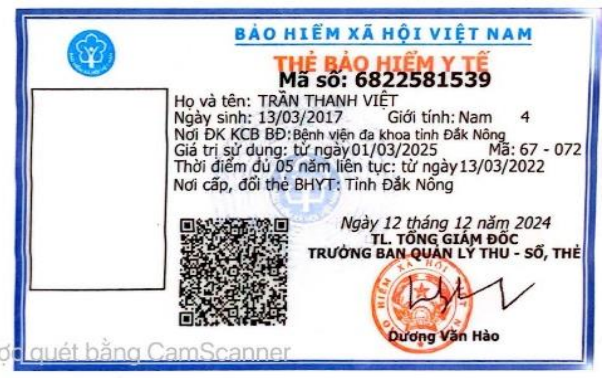 BẢO HIỂM XÃ HỘI VIỆT NAM
THẺ BẢO HIỂM Y TẾ
Mã số: 6822581539
Họ và tên: TRẦN THANH VIỆT
Ngày sinh: 13/03/2017 Giới tính: Nam 4
Nơi ĐK KCB BĐ: Bệnh viện đa khoa tỉnh Đắk Nông
Giá trị sử dụng: từ ngày 01/03/2025 Mã: 67 - 072
Thời điểm đủ 05 năm liên tục: từ ngày 13/03/2022
Nơi cấp, đổi thẻ BHYT: Tỉnh Đắk Nông
Ngày 12 tháng 12 năm 2024
TL. TỔNG GIÁM ĐỐC
TRƯỞNG BAN QUẢN LÝ THU - SỔ, THẺ
Dương Văn Hào
quét bằng CamScanner